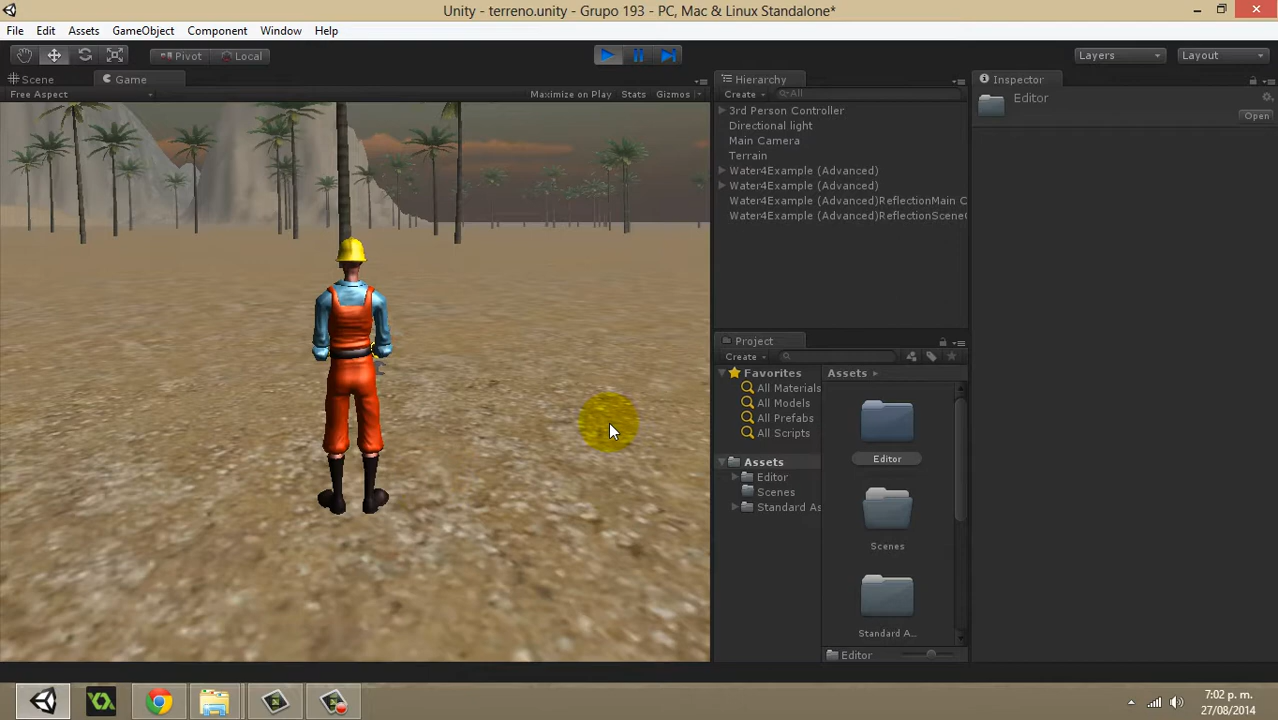 Unity - terreno.unity - Grupo 193 - PC, Mac & Linux Standalone*
File Edit Assets GameObject Component Window Help
Pivot Local Layers Layout
Scene Game Hierarchy Inspector
Free Aspect Maximize on Play Stats Gizmos Create All Editor
Open
3rd Person Controller
Directional light
Main Camera
Terrain
Water4Example (Advanced)
Water4Example (Advanced)
Water4Example (Advanced)ReflectionMain C
Water4Example (Advanced)ReflectionScene
Project
Create
Favorites Assets
All Materials
All Models
All Prefabs
All Scripts
Assets
Editor
Scenes
Standard As
Editor
Scenes
Standard A...
Editor
7:02 p. m.
27/08/2014